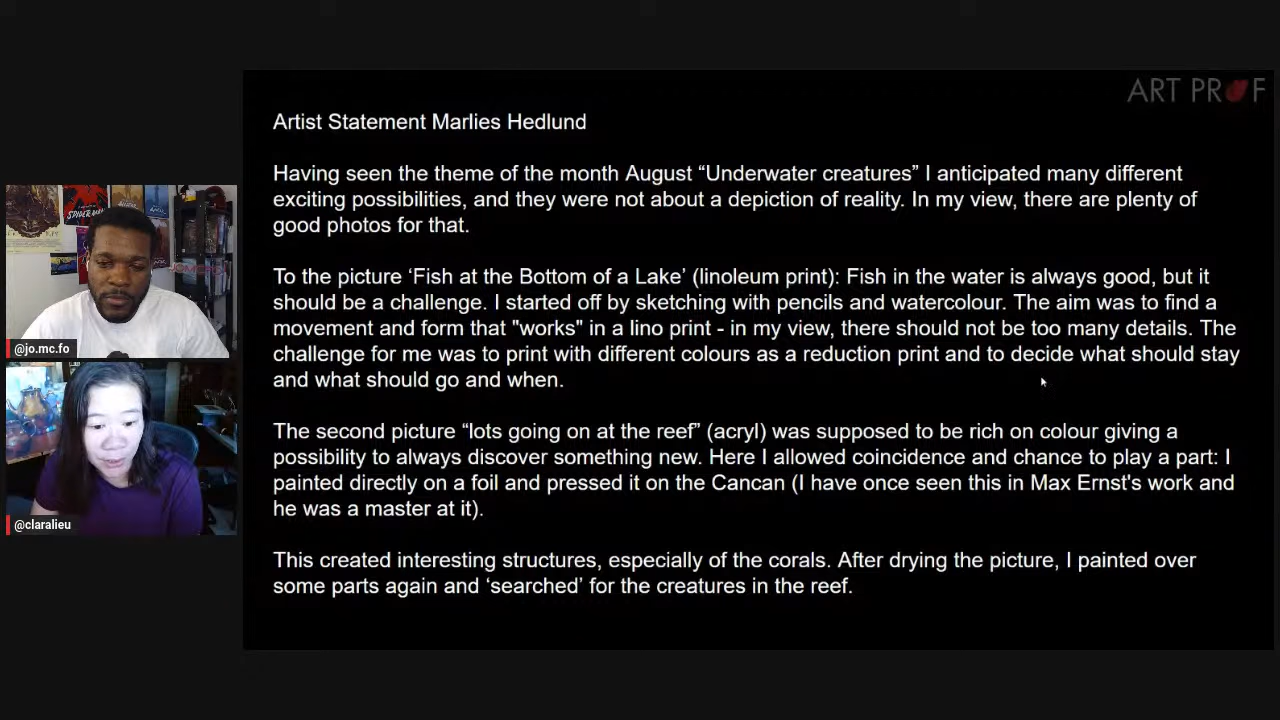 ART PROF
Artist Statement Marlies Hedlund
Having seen the theme of the month August “Underwater creatures” I anticipated many different
exciting possibilities, and they were not about a depiction of reality. In my view, there are plenty of
good photos for that.
To the picture ‘Fish at the Bottom of a Lake’ (linoleum print): Fish in the water is always good, but it
should be a challenge. I started off by sketching with pencils and watercolour. The aim was to find a
movement and form that "works" in a lino print - in my view, there should not be too many details. The
challenge for me was to print with different colours as a reduction print and to decide what should stay
and what should go and when.
The second picture “lots going on at the reef” (acryl) was supposed to be rich on colour giving a
possibility to always discover something new. Here I allowed coincidence and chance to play a part: I
painted directly on a foil and pressed it on the Cancan (I have once seen this in Max Ernst's work and
he was a master at it).
This created interesting structures, especially of the corals. After drying the picture, I painted over
some parts again and ‘searched’ for the creatures in the reef.
SPIDER-MAN
@jo.mc.fo
@claralieu